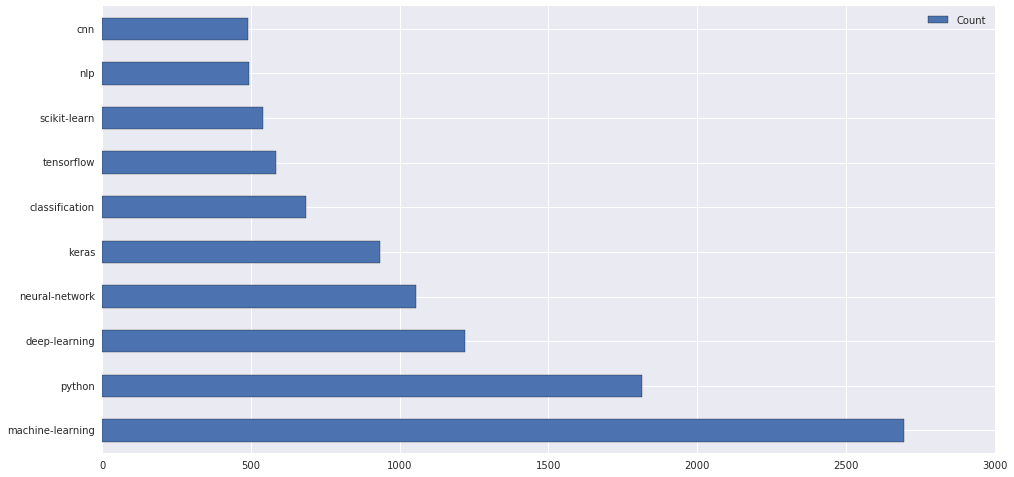 Count
cnn
nlp
scikit-learn
tensorflow
classification
keras
neural-network
deep-learning
python
machine-learning
0 500 1000 1500 2000 2500 3000